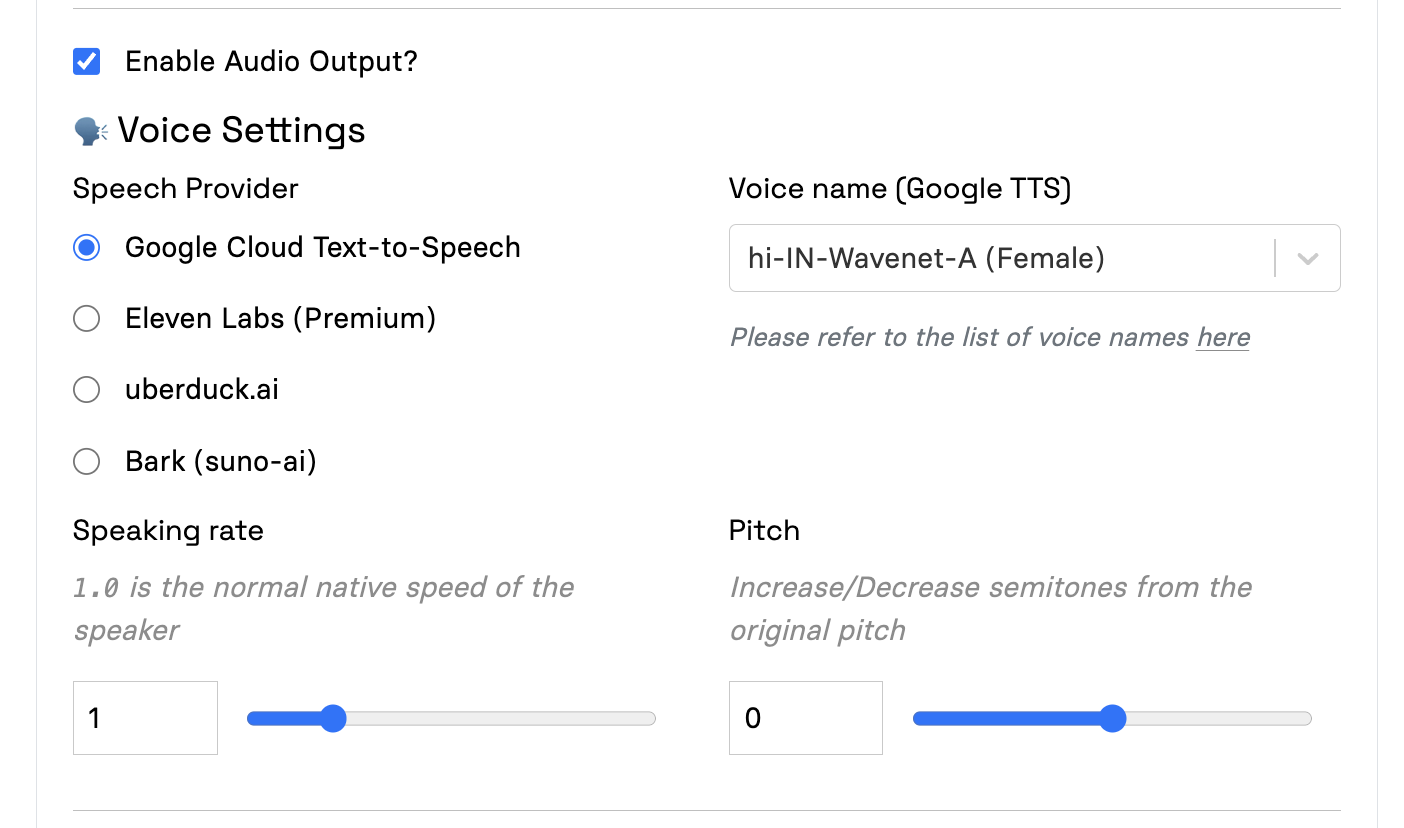 Enable Audio Output?
🗣 Voice Settings
Speech Provider
Google Cloud Text-to-Speech
Eleven Labs (Premium)
uberduck.ai
Bark (suno-ai)
Voice name (Google TTS)
hi-IN-Wavenet-A (Female)
Please refer to the list of voice names here
Speaking rate
1.0 is the normal native speed of the
speaker
1
Pitch
Increase/Decrease semitones from the
original pitch
0